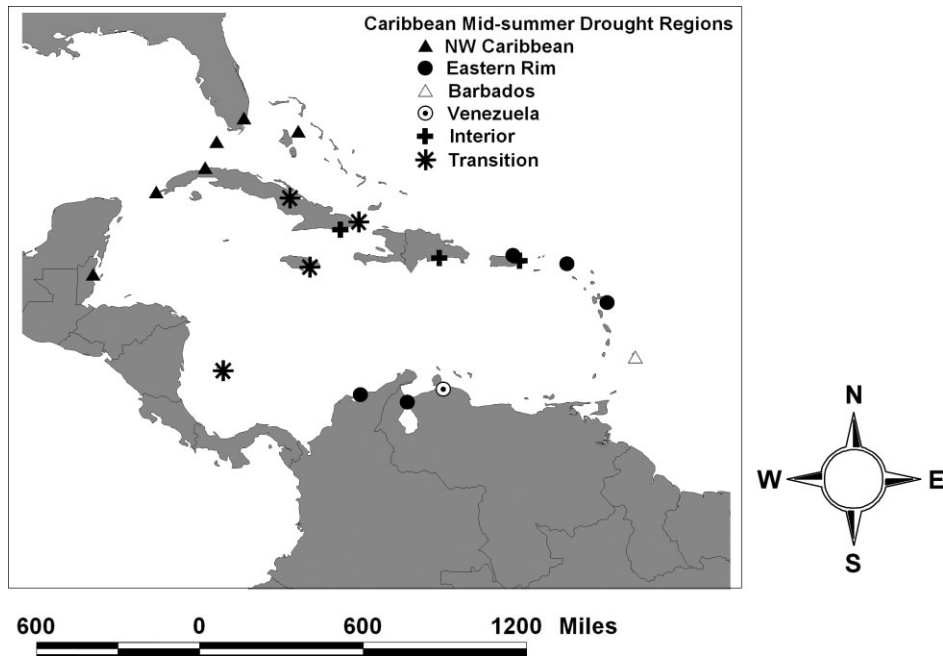 Caribbean Mid-summer Drought Regions
NW Caribbean
Eastern Rim
Barbados
Venezuela
Interior
Transition
N
W E
S
600 0 600 1200 Miles